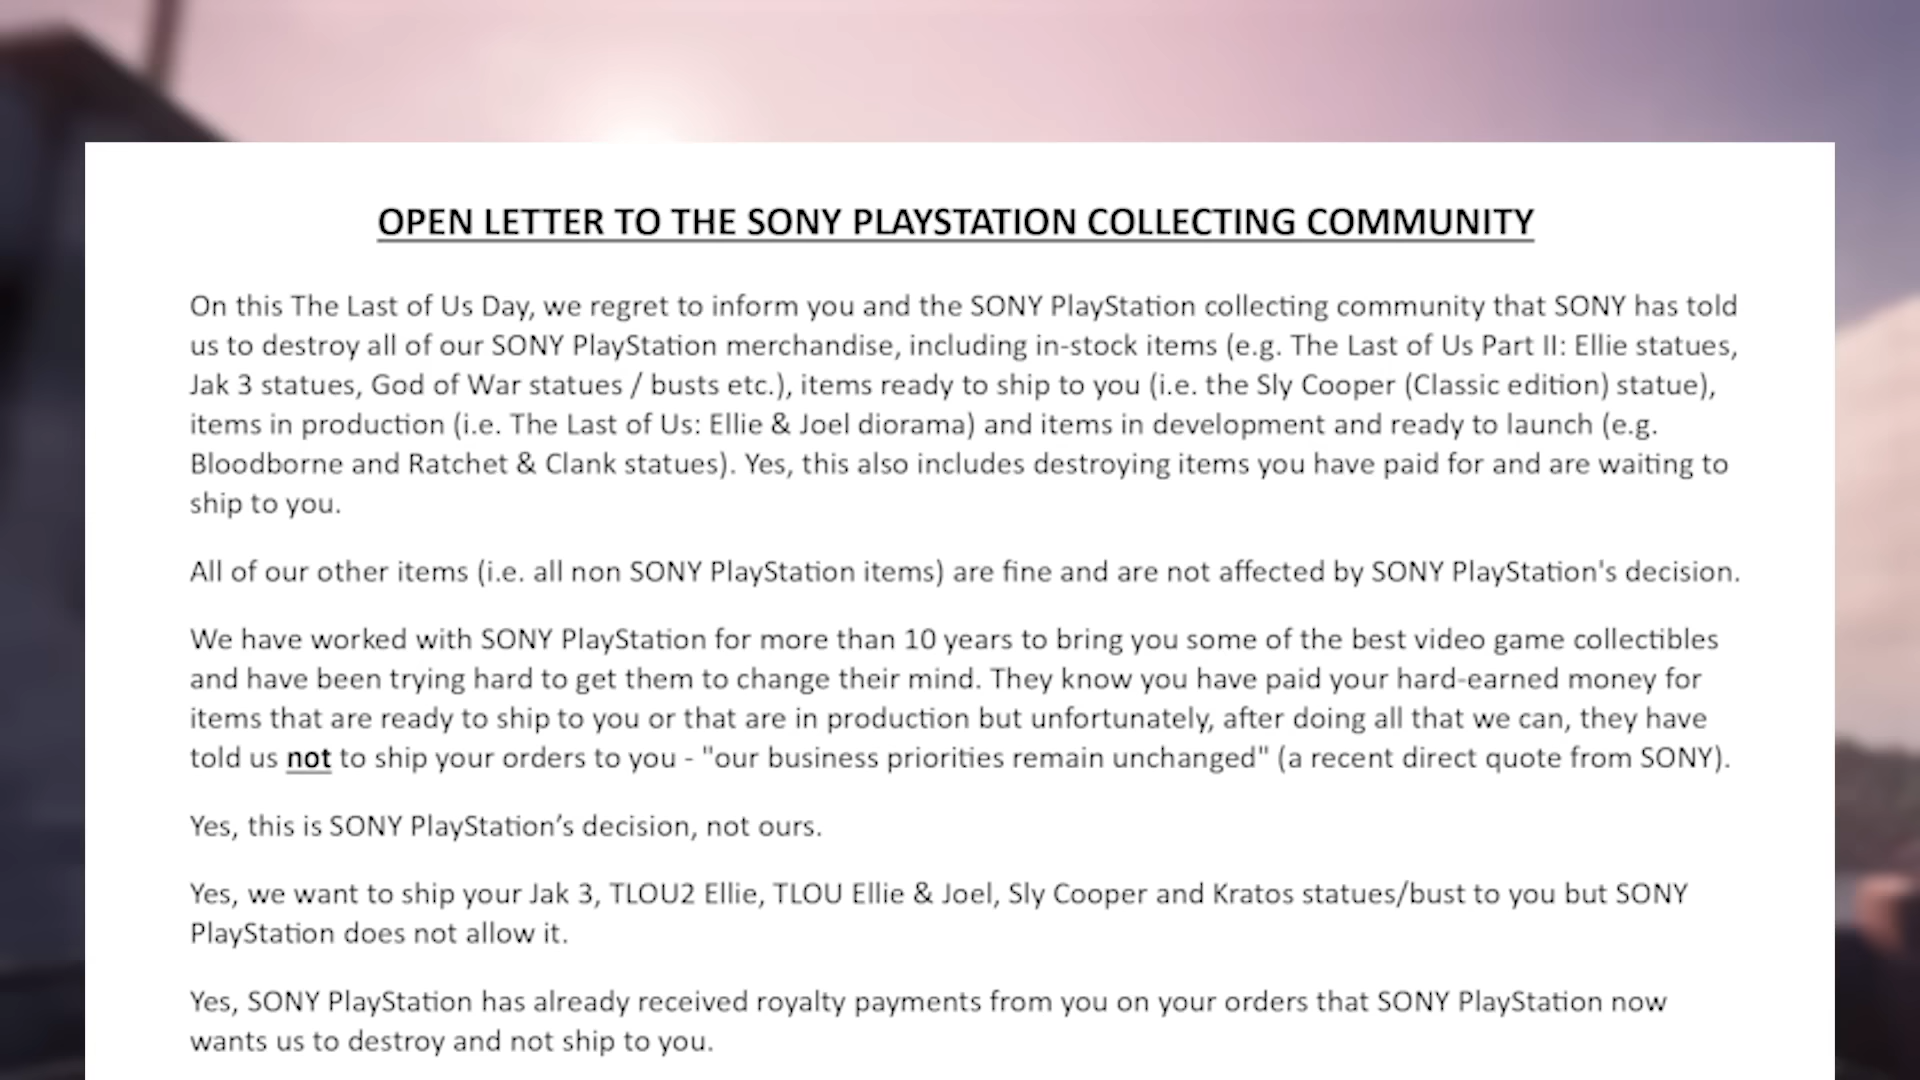 OPEN LETTER TO THE SONY PLAYSTATION COLLECTING COMMUNITY
On this The Last of Us Day, we regret to inform you and the SONY PlayStation collecting community that SONY has told
us to destroy all of our SONY PlayStation merchandise, including in-stock items (e.g. The Last of Us Part II: Ellie statues,
Jak 3 statues, God of War statues / busts etc.), items ready to ship to you (i.e. the Sly Cooper (Classic edition) statue),
items in production (i.e. The Last of Us: Ellie & Joel diorama) and items in development and ready to launch (e.g.
Bloodborne and Ratchet & Clank statues). Yes, this also includes destroying items you have paid for and are waiting to
ship to you.
All of our other items (i.e. all non SONY PlayStation items) are fine and are not affected by SONY PlayStation's decision.
We have worked with SONY PlayStation for more than 10 years to bring you some of the best video game collectibles
and have been trying hard to get them to change their mind. They know you have paid your hard-earned money for
items that are ready to ship to you or that are in production but unfortunately, after doing all that we can, they have
told us not to ship your orders to you - "our business priorities remain unchanged" (a recent direct quote from SONY).
Yes, this is SONY PlayStation’s decision, not ours.
Yes, we want to ship your Jak 3, TLOU2 Ellie, TLOU Ellie & Joel, Sly Cooper and Kratos statues/bust to you but SONY
PlayStation does not allow it.
Yes, SONY PlayStation has already received royalty payments from you on your orders that SONY PlayStation now
wants us to destroy and not ship to you.